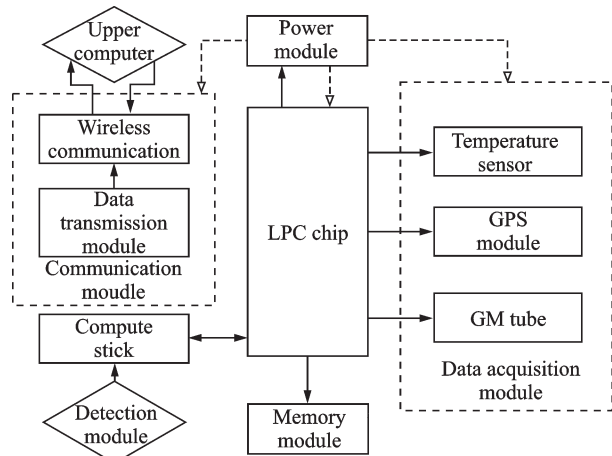 Upper
computer
Power
module
Wireless
communication
Data
transmission
module
Communication
moudle
LPC chip
Temperature
sensor
GPS
module
GM tube
Data acquisition
module
Compute
stick
Detection
module
Memory
module